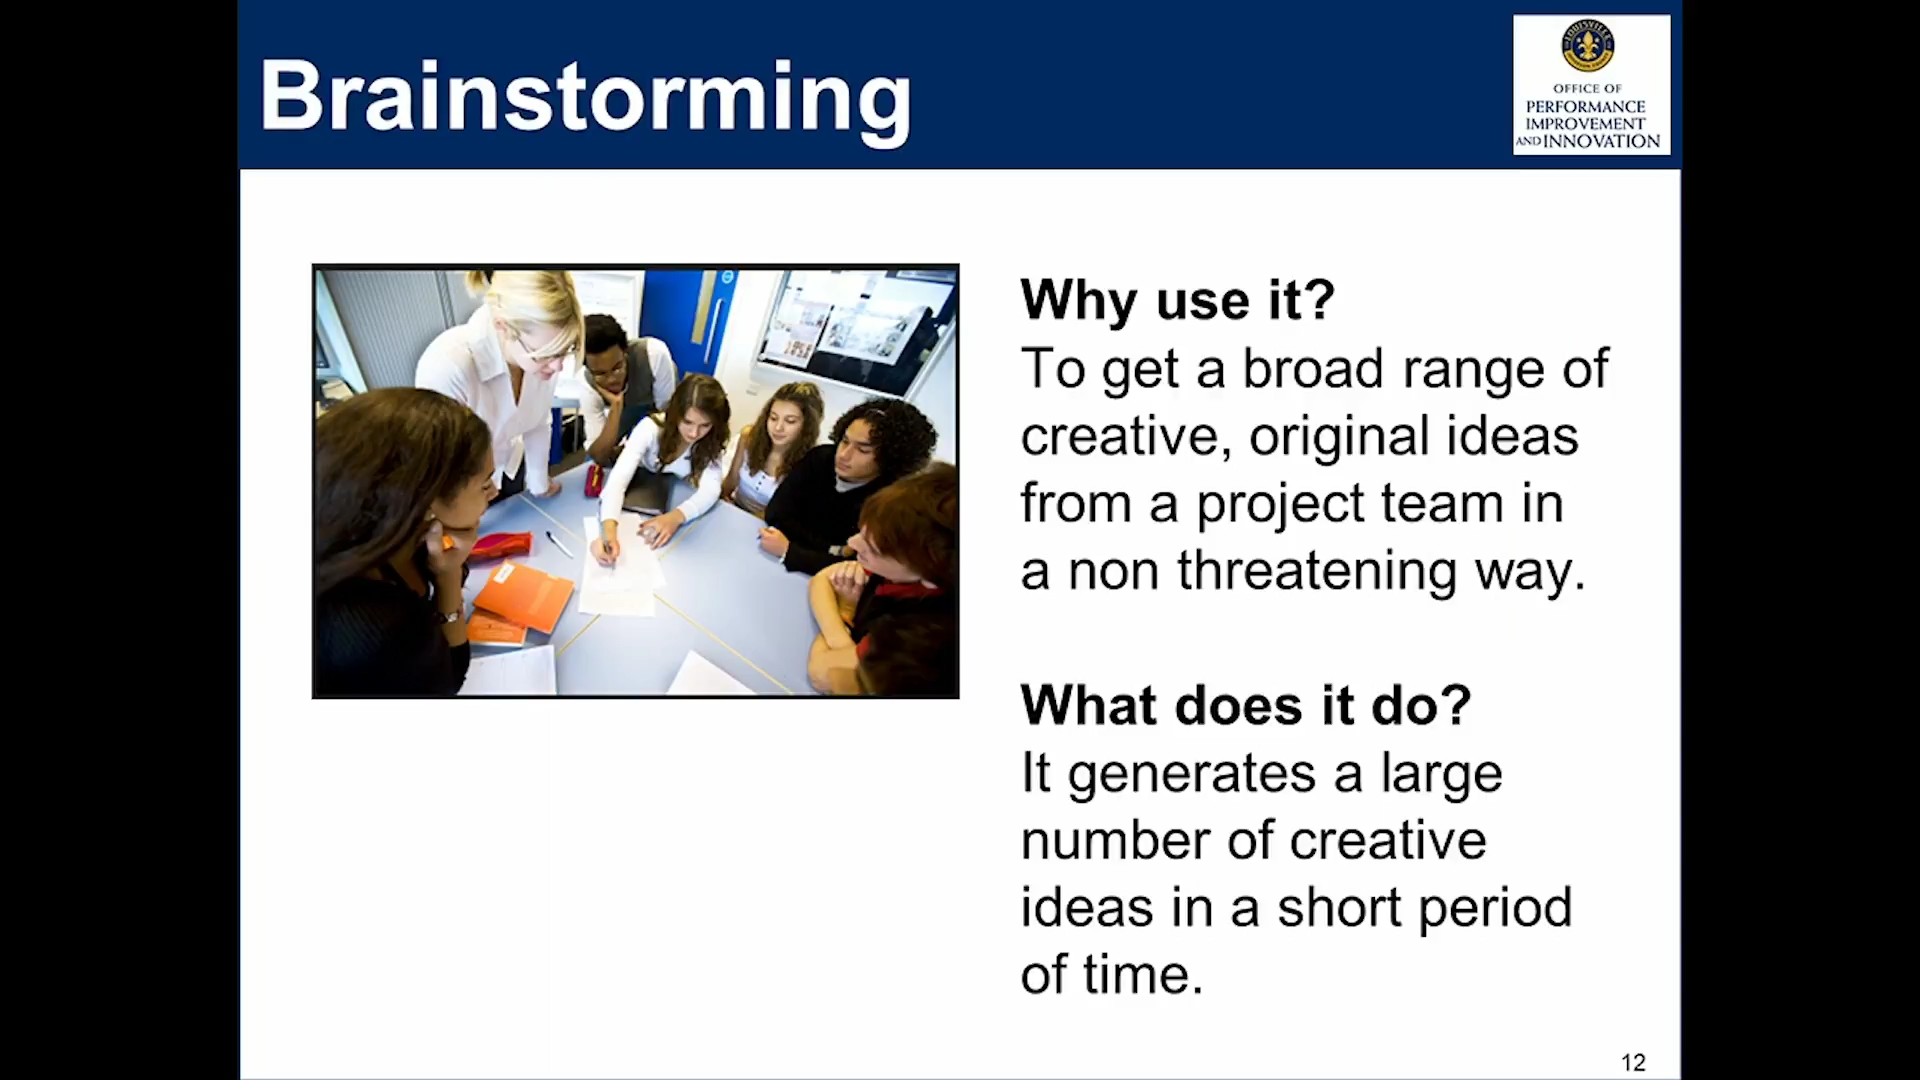 Brainstorming
LOUISVILLE
OFFICE OF
PERFORMANCE
IMPROVEMENT
AND INNOVATION
Why use it?
To get a broad range of
creative, original ideas
from a project team in
a non threatening way.
What does it do?
It generates a large
number of creative
ideas in a short period
of time.
12